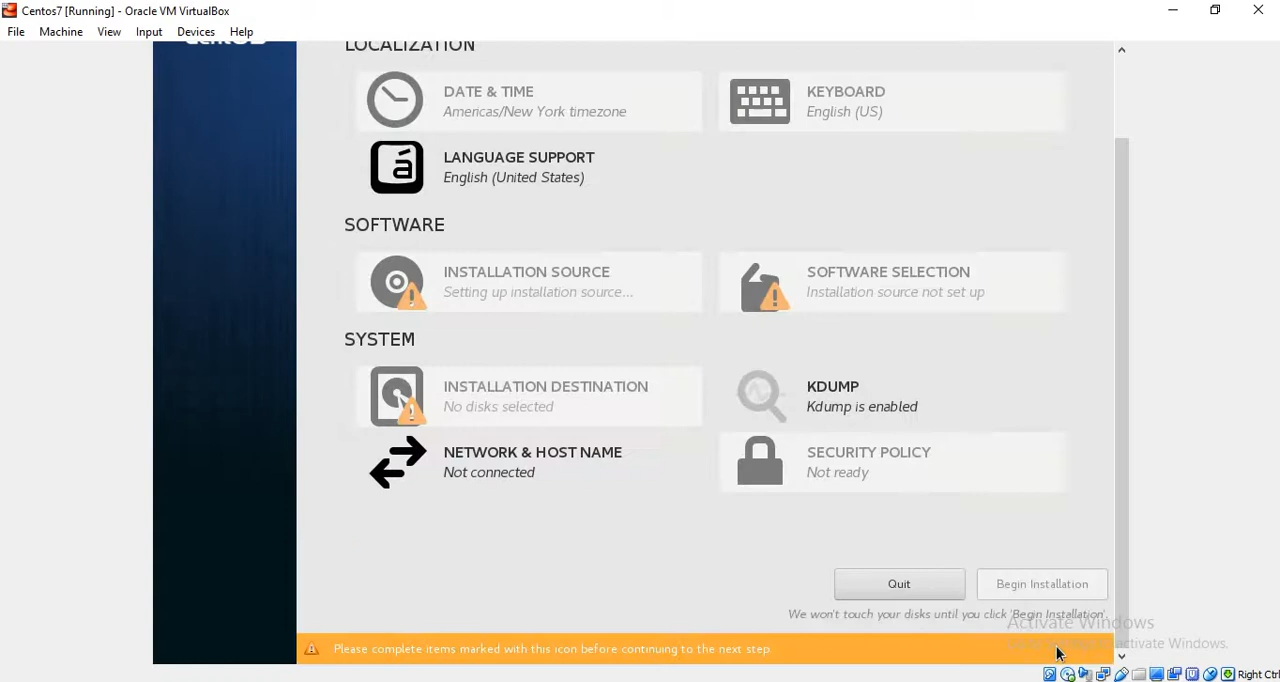 Centos7 [Running] - Oracle VM VirtualBox
File Machine View Input Devices Help
LOCALIZATION
DATE & TIME
Americas/New York timezone
KEYBOARD
English (US)
LANGUAGE SUPPORT
English (United States)
SOFTWARE
INSTALLATION SOURCE
Setting up installation source...
SOFTWARE SELECTION
Installation source not set up
SYSTEM
INSTALLATION DESTINATION
No disks selected
KDUMP
Kdump is enabled
NETWORK & HOST NAME
Not connected
SECURITY POLICY
Not ready
Quit
Begin Installation
We won't touch your disks until you click 'Begin Installation'.
Activate Windows
activate Windows.
Please complete items marked with this icon before continuing to the next step
Right Ctrl